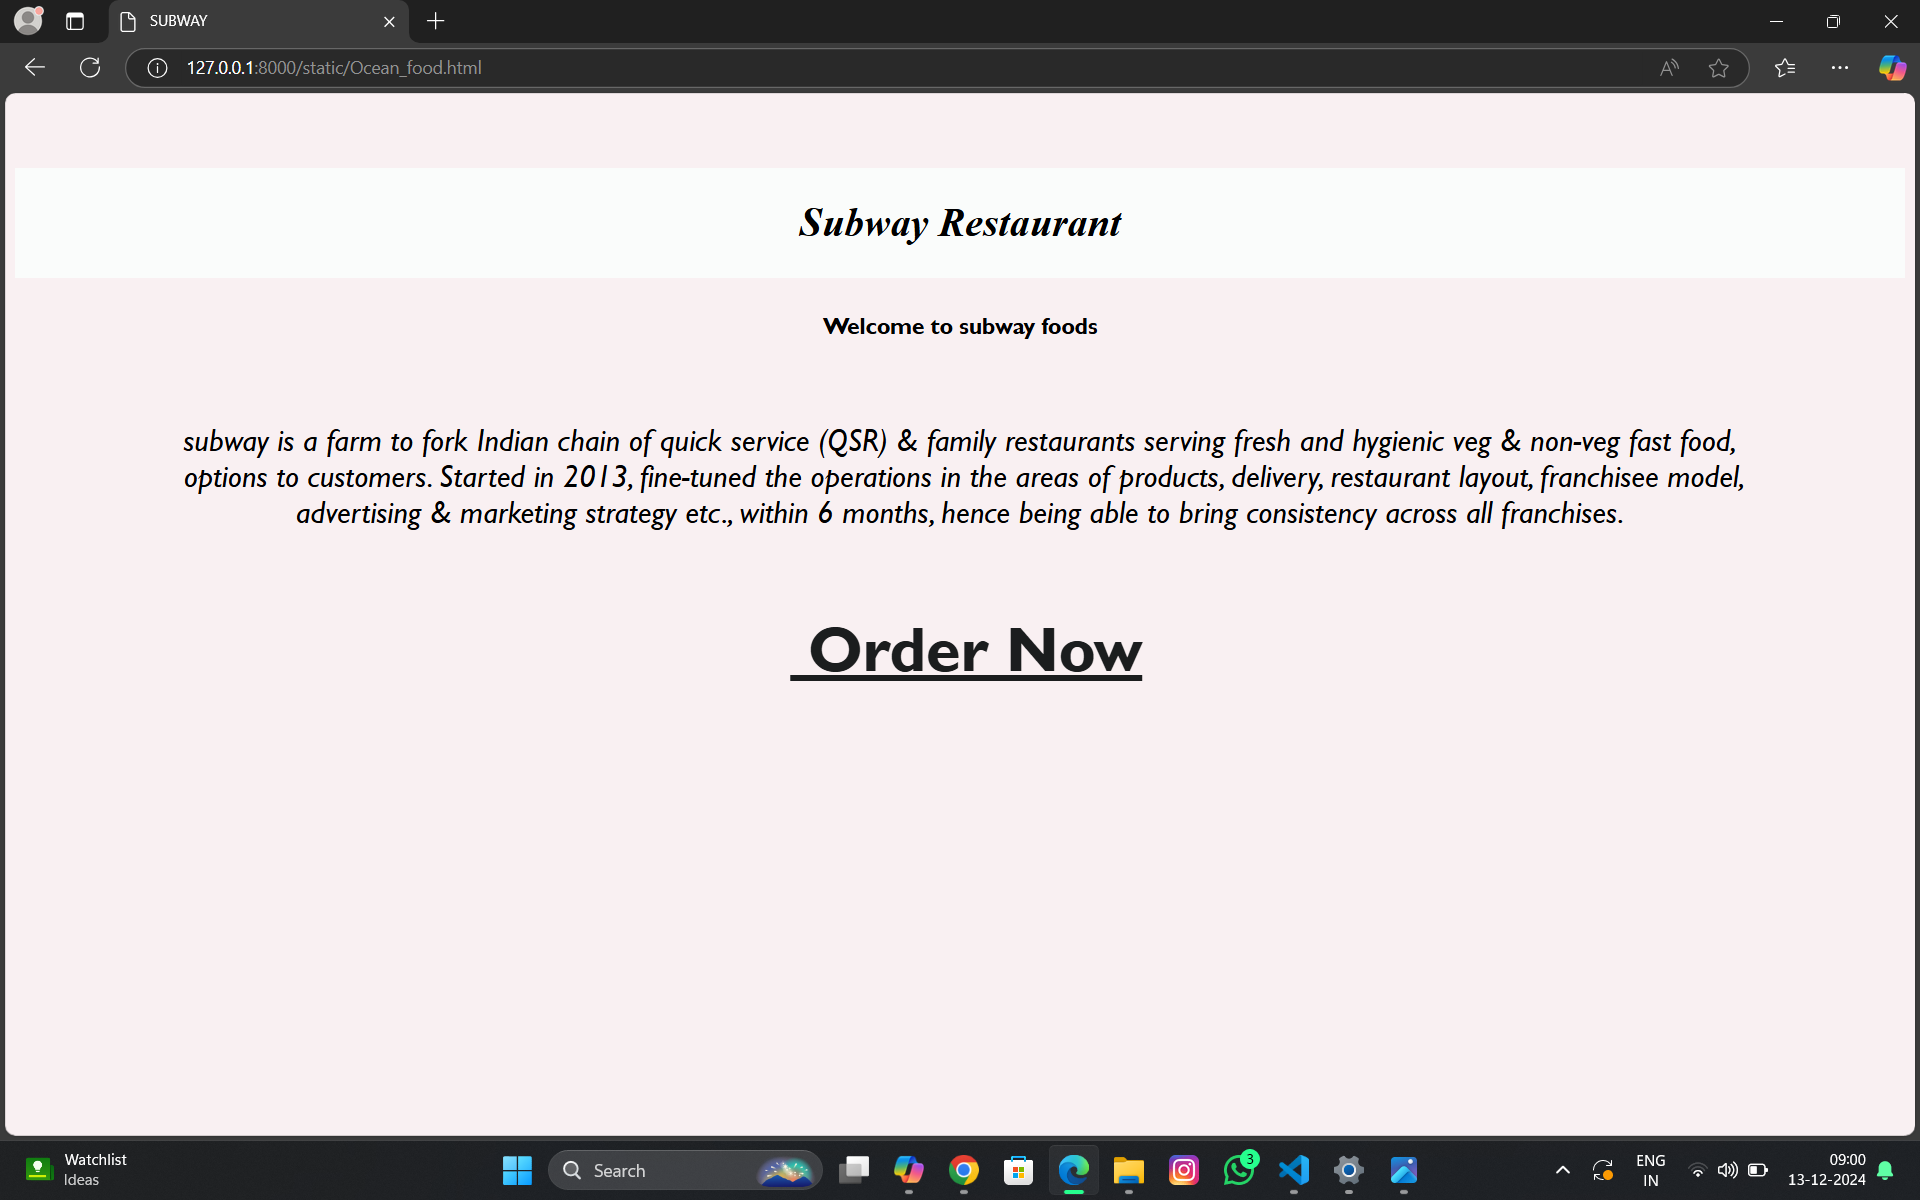 SUBWAY
127.0.0.1:8000/static/Ocean_food.html
Subway Restaurant
Welcome to subway foods
subway is a farm to fork Indian chain of quick service (QSR) & family restaurants serving fresh and hygienic veg & non-veg fast food,
options to customers. Started in 2013, fine-tuned the operations in the areas of products, delivery, restaurant layout, franchisee model,
advertising & marketing strategy etc., within 6 months, hence being able to bring consistency across all franchises.
Order Now
Watchlist
Ideas
Search
3
ENG
IN
09:00
13-12-2024